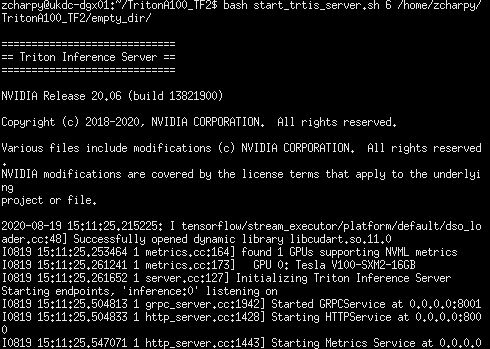 zcharpy@ukdc-dgx01:~/TritonA100_TF2$ bash start_trtis_server.sh 6 /home/zcharpy/
TritonA100_TF2/empty_dir/
=============================
== Triton Inference Server ==
=============================
NVIDIA Release 20.06 (build 13821900)
Copyright (c) 2018-2020, NVIDIA CORPORATION.  All rights reserved.
Various files include modifications (c) NVIDIA CORPORATION.  All rights reserved
.
NVIDIA modifications are covered by the license terms that apply to the underlyi
ng
project or file.
2020-08-19 15:11:25.215225: I tensorflow/stream_executor/platform/default/dso_lo
ader.cc:48] Successfully opened dynamic library libcudart.so.11.0
I0819 15:11:25.253464 1 metrics.cc:164] found 1 GPUs supporting NVML metrics
I0819 15:11:25.261241 1 metrics.cc:173]   GPU 0: Tesla V100-SXM2-16GB
I0819 15:11:25.261652 1 server.cc:127] Initializing Triton Inference Server
Starting endpoints, 'inference:0' listening on
I0819 15:11:25.504813 1 grpc_server.cc:1942] Started GRPCService at 0.0.0.0:8001
I0819 15:11:25.504833 1 http_server.cc:1428] Starting HTTPService at 0.0.0.0:800
0
I0819 15:11:25.547071 1 http_server.cc:1443] Starting Metrics Service at 0.0.0.0